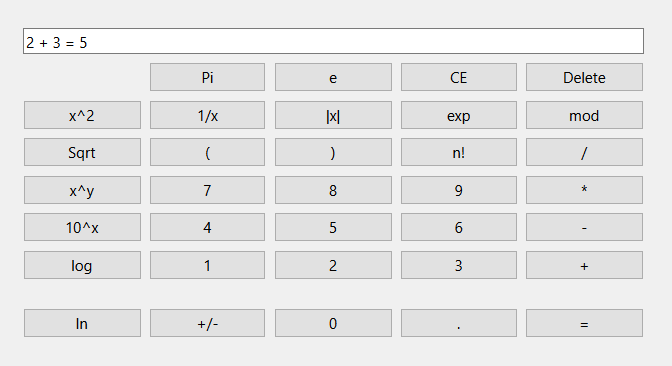 2 + 3 = 5
Pi e CE Delete
x^2 1/x |x| exp mod
Sqrt ( ) n! /
x^y 7 8 9 *
10^x 4 5 6 -
log 1 2 3 +
ln +/- 0 . =